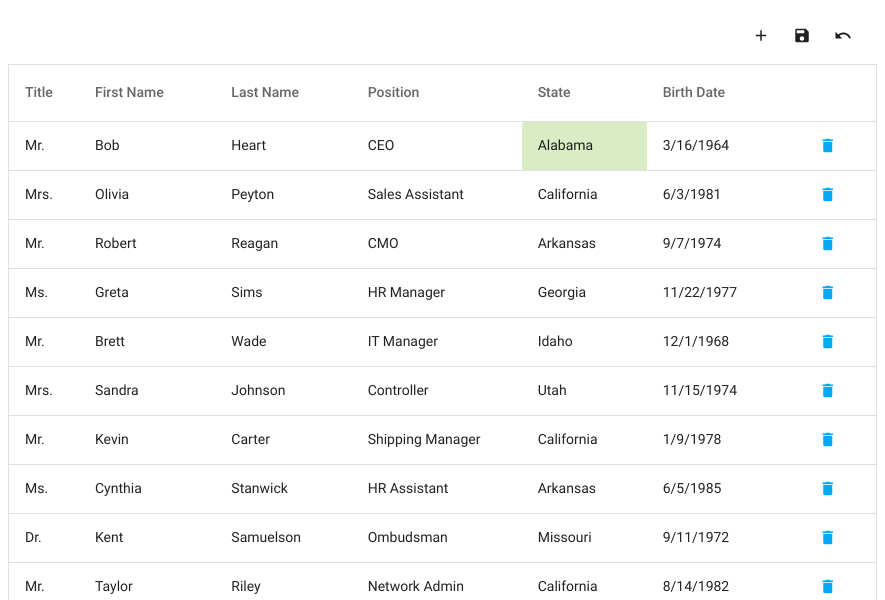 Title First Name Last Name Position State Birth Date
Mr. Bob Heart CEO Alabama 3/16/1964
Mrs. Olivia Peyton Sales Assistant California 6/3/1981
Mr. Robert Reagan CMO Arkansas 9/7/1974
Ms. Greta Sims HR Manager Georgia 11/22/1977
Mr. Brett Wade IT Manager Idaho 12/1/1968
Mrs. Sandra Johnson Controller Utah 11/15/1974
Mr. Kevin Carter Shipping Manager California 1/9/1978
Ms. Cynthia Stanwick HR Assistant Arkansas 6/5/1985
Dr. Kent Samuelson Ombudsman Missouri 9/11/1972
Mr. Taylor Riley Network Admin California 8/14/1982